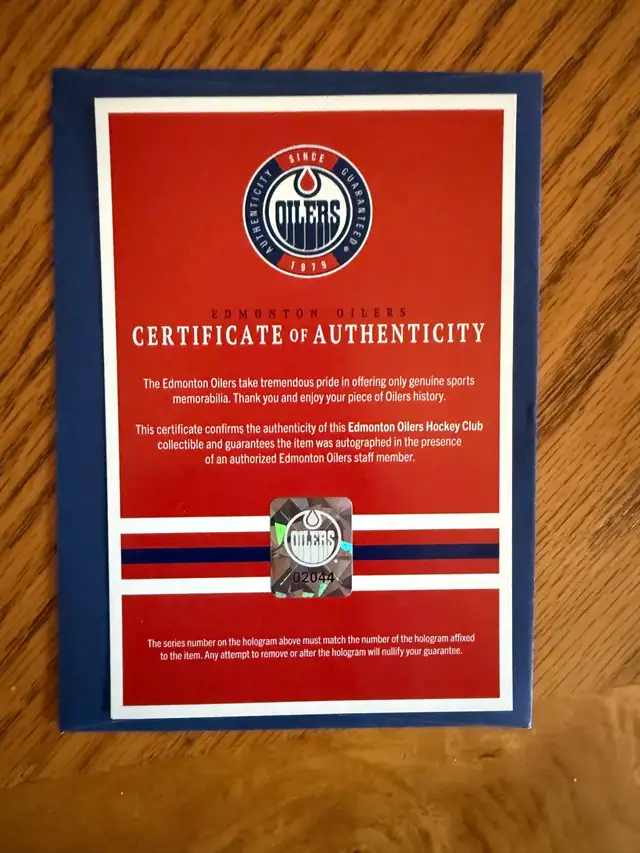 SINCE
AUTHENTICITY
GUARANTEED
OILERS
1979
EDMONTON OILERS
CERTIFICATE OF AUTHENTICITY
The Edmonton Oilers take tremendous pride in offering only genuine sports
memorabilia. Thank you and enjoy your piece of Oilers history.
This certificate confirms the authenticity of this Edmonton Oilers Hockey Club
collectible and guarantees the item was autographed in the presence
of an authorized Edmonton Oilers staff member.
OILERS
02044
The series number on the hologram above must match the number of the hologram affixed
to the item. Any attempt to remove or alter the hologram will nullify your guarantee.